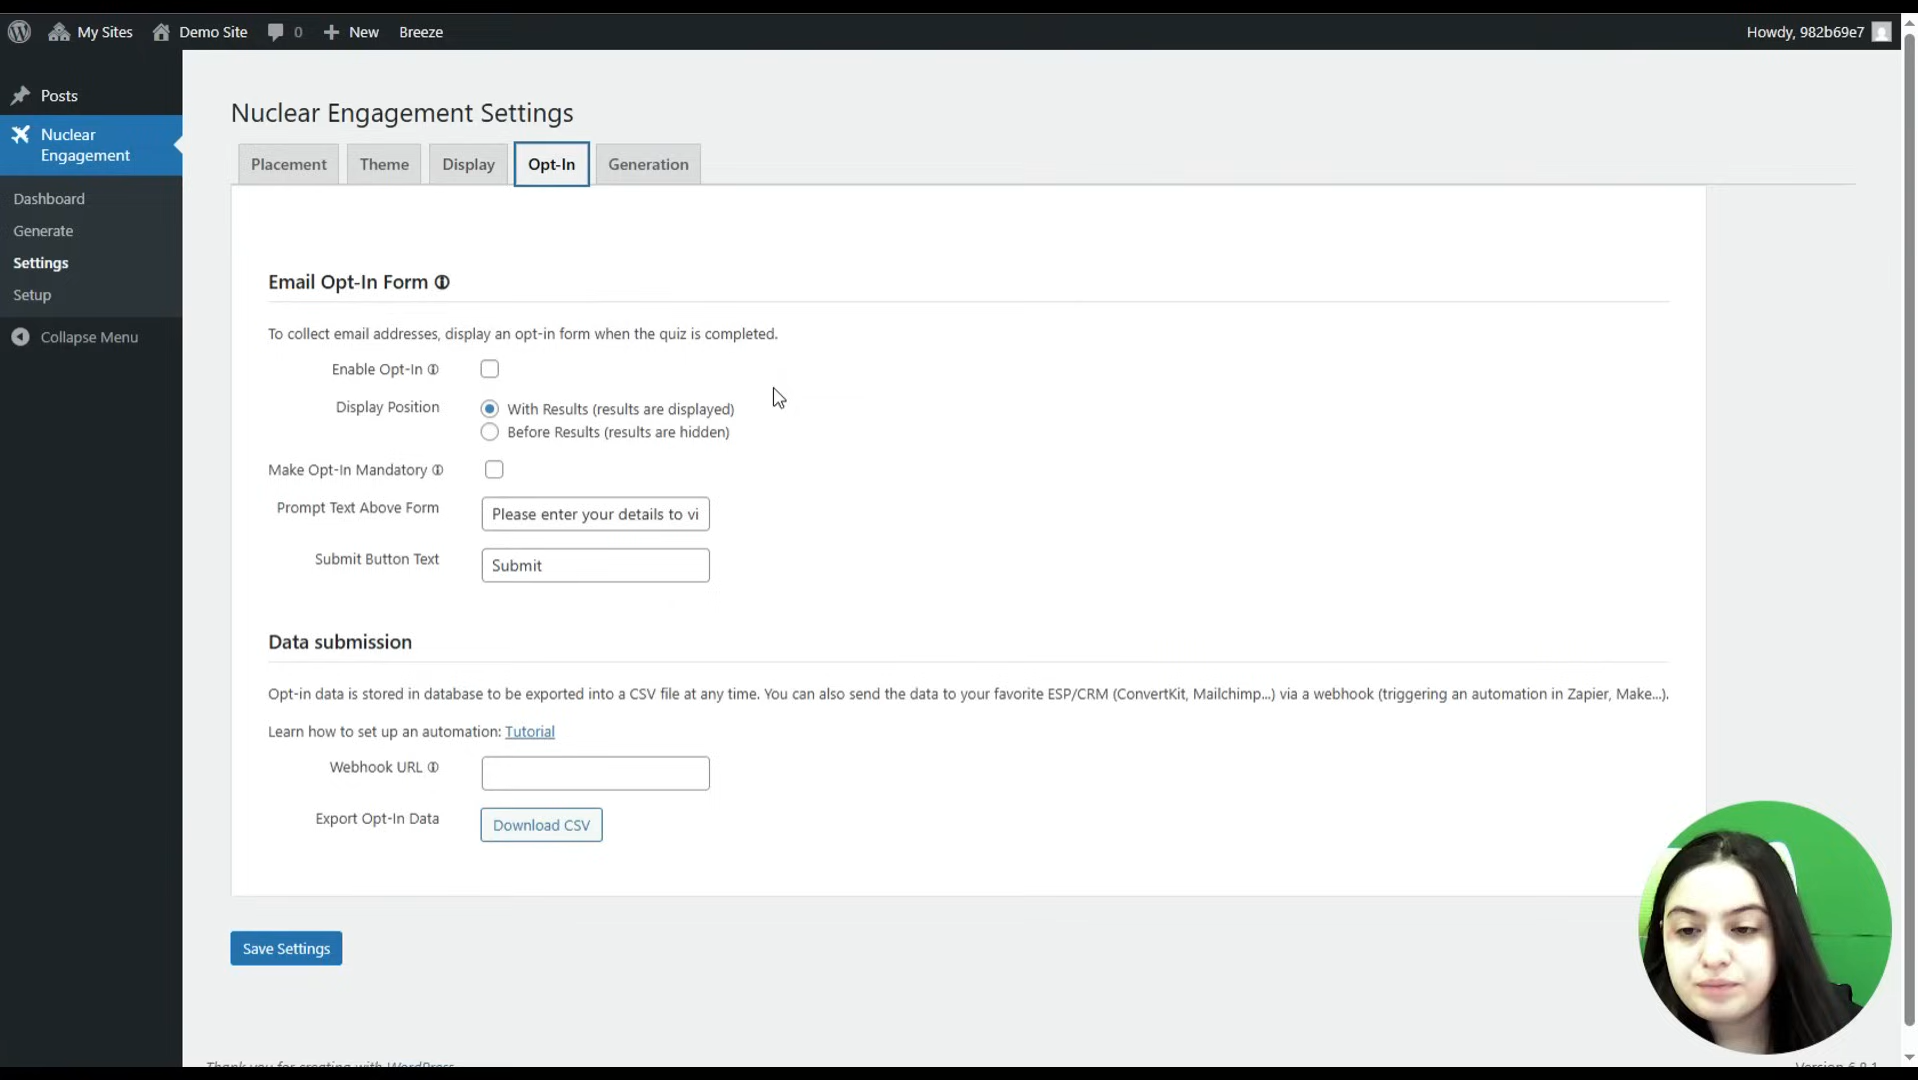 My Sites
Demo Site
0
New
Breeze
Howdy, 982b69e7
Posts
Nuclear
Engagement
Dashboard
Generate
Settings
Setup
Collapse Menu
Nuclear Engagement Settings
Placement
Theme
Display
Opt-In
Generation
Email Opt-In Form
To collect email addresses, display an opt-in form when the quiz is completed.
Enable Opt-In
Display Position
With Results (results are displayed)
Before Results (results are hidden)
Make Opt-In Mandatory
Prompt Text Above Form
Please enter your details to vi
Submit Button Text
Submit
Data submission
Opt-in data is stored in database to be exported into a CSV file at any time. You can also send the data to your favorite ESP/CRM (ConvertKit, Mailchimp...) via a webhook (triggering an automation in Zapier, Make...).
Learn how to set up an automation: Tutorial
Webhook URL
Export Opt-In Data
Download CSV
Save Settings
Thank you for creating with WordPress